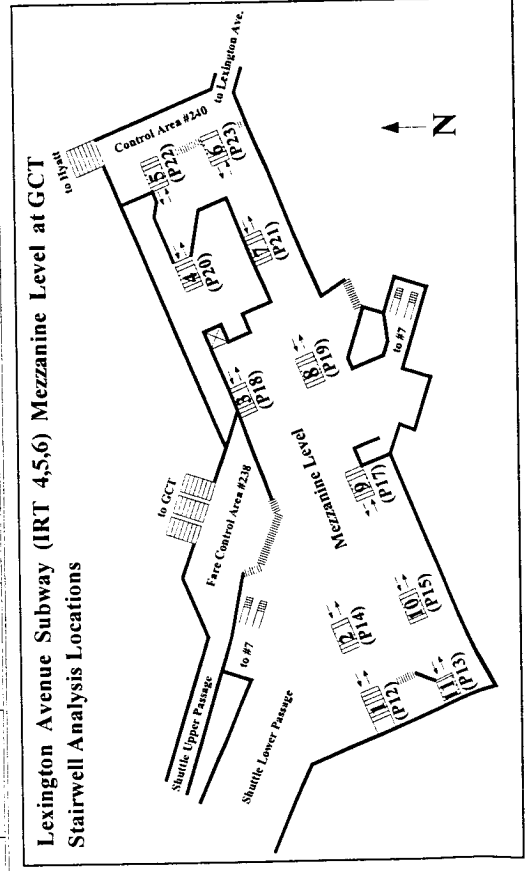 Lexington Avenue Subway (IRT 4,5,6) Mezzanine Level at GCT
Stairwell Analysis Locations
to Hyatt
Control Area #240
to Lexington Ave.
5
(P22)
6
(P23)
4
(P20)
7
(P21)
to GCT
Fare Control Area #238
3
(P18)
8
(P19)
to #7
Shuttle Upper Passage
to #7
Mezzanine Level
9
(P17)
Shuttle Lower Passage
2
(P14)
10
(P15)
1
(P12)
11
(P13)
N